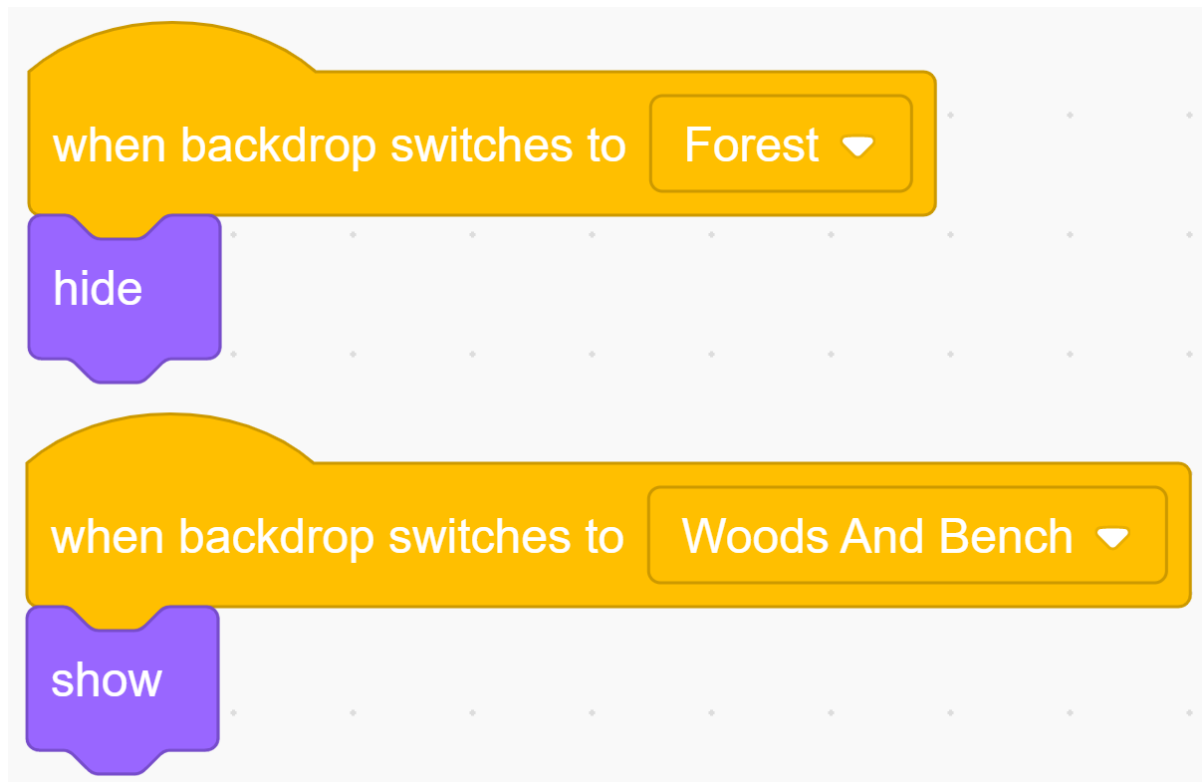 when backdrop switches to Forest
hide
when backdrop switches to Woods And Bench
show